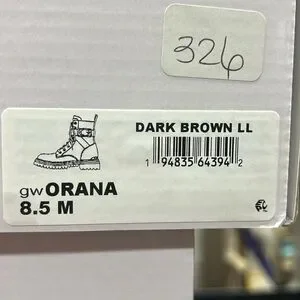 326
DARK BROWN LL
1 94835 64394 2
gwORANA
8.5 M